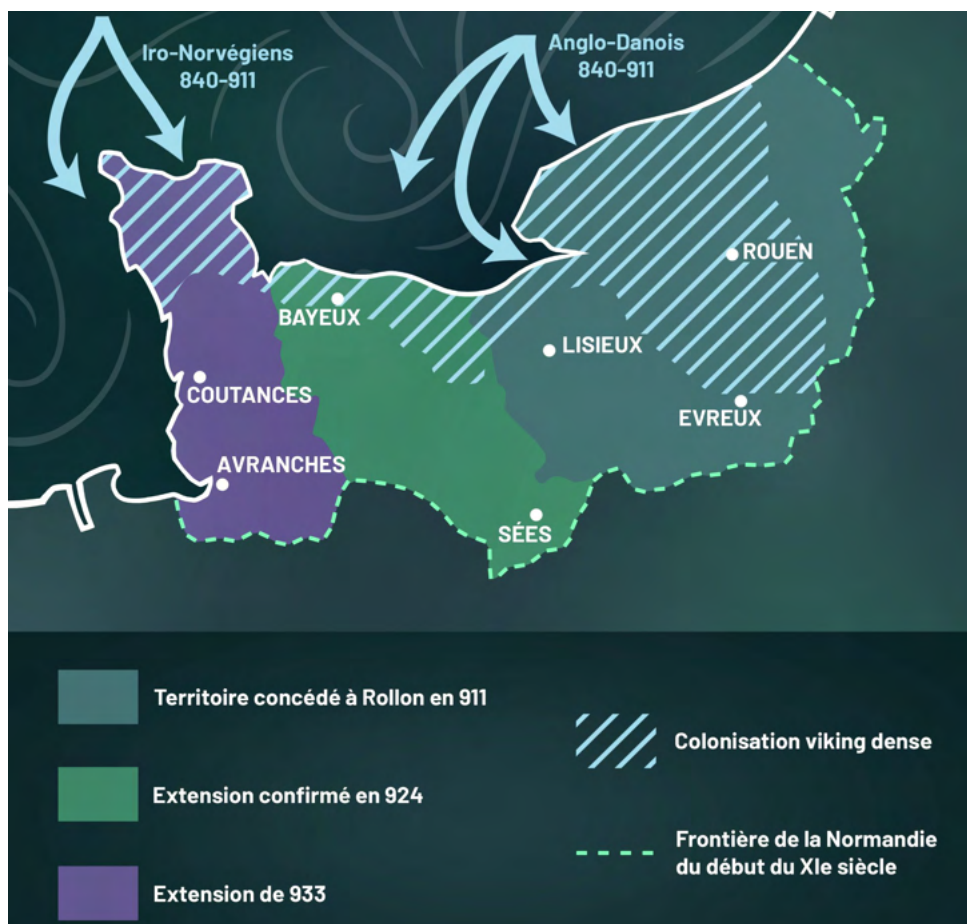 Iro-Norvégiens
840-911
Anglo-Danois
840-911
ROUEN
BAYEUX
LISIEUX
COUTANCES
EVREUX
AVRANCHES
SÉES
Territoire concédé à Rollon en 911
Extension confirmé en 924
Extension de 933
Colonisation viking dense
Frontière de la Normandie
du début du XIe siècle